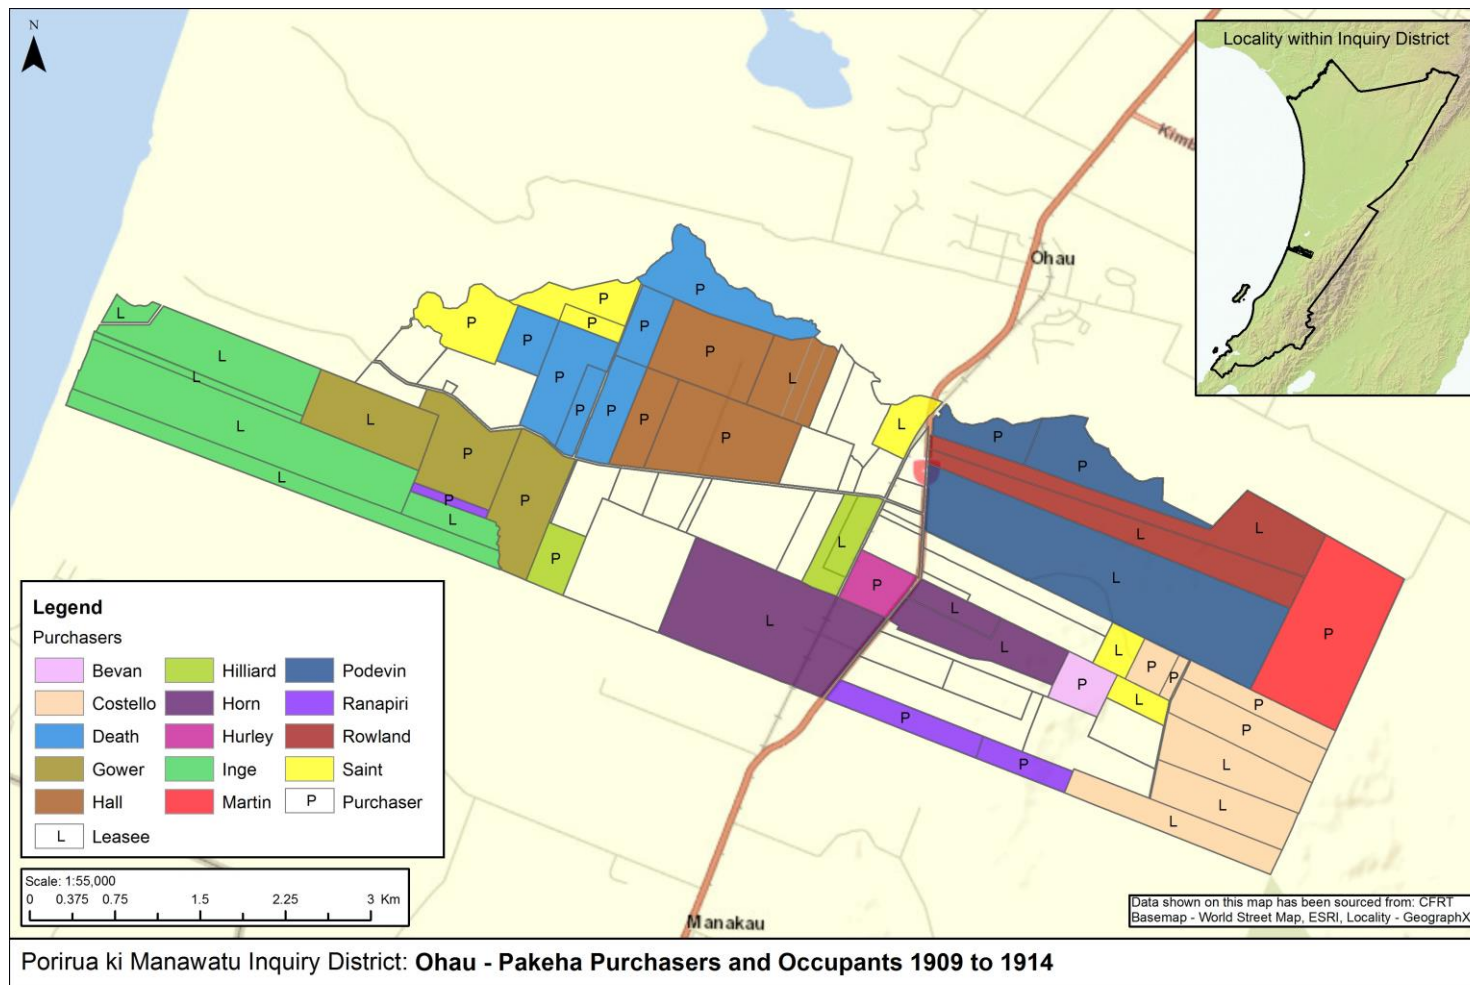 N
Locality within Inquiry District
Ohau
P
P
P
P
P
P
P
P
P
P
P
P
P
L
L
L
L
L
L
L
L
P
P
P
L
P
L
L
P
L
L
P
P
L
L
L
P
L
P
P
L
P
L
P
P
L
L
L
P
P
Manakau
Legend
Purchasers
Bevan
Hilliard
Podevin
Costello
Horn
Ranapiri
Death
Hurley
Rowland
Gower
Inge
Saint
Hall
Martin
P Purchaser
L Leasee
Scale: 1:55,000
0 0.375 0.75 1.5 2.25 3 Km
Data shown on this map has been sourced from: CFRT
Basemap - World Street Map, ESRI, Locality - GeographX
Porirua ki Manawatu Inquiry District: Ohau - Pakeha Purchasers and Occupants 1909 to 1914